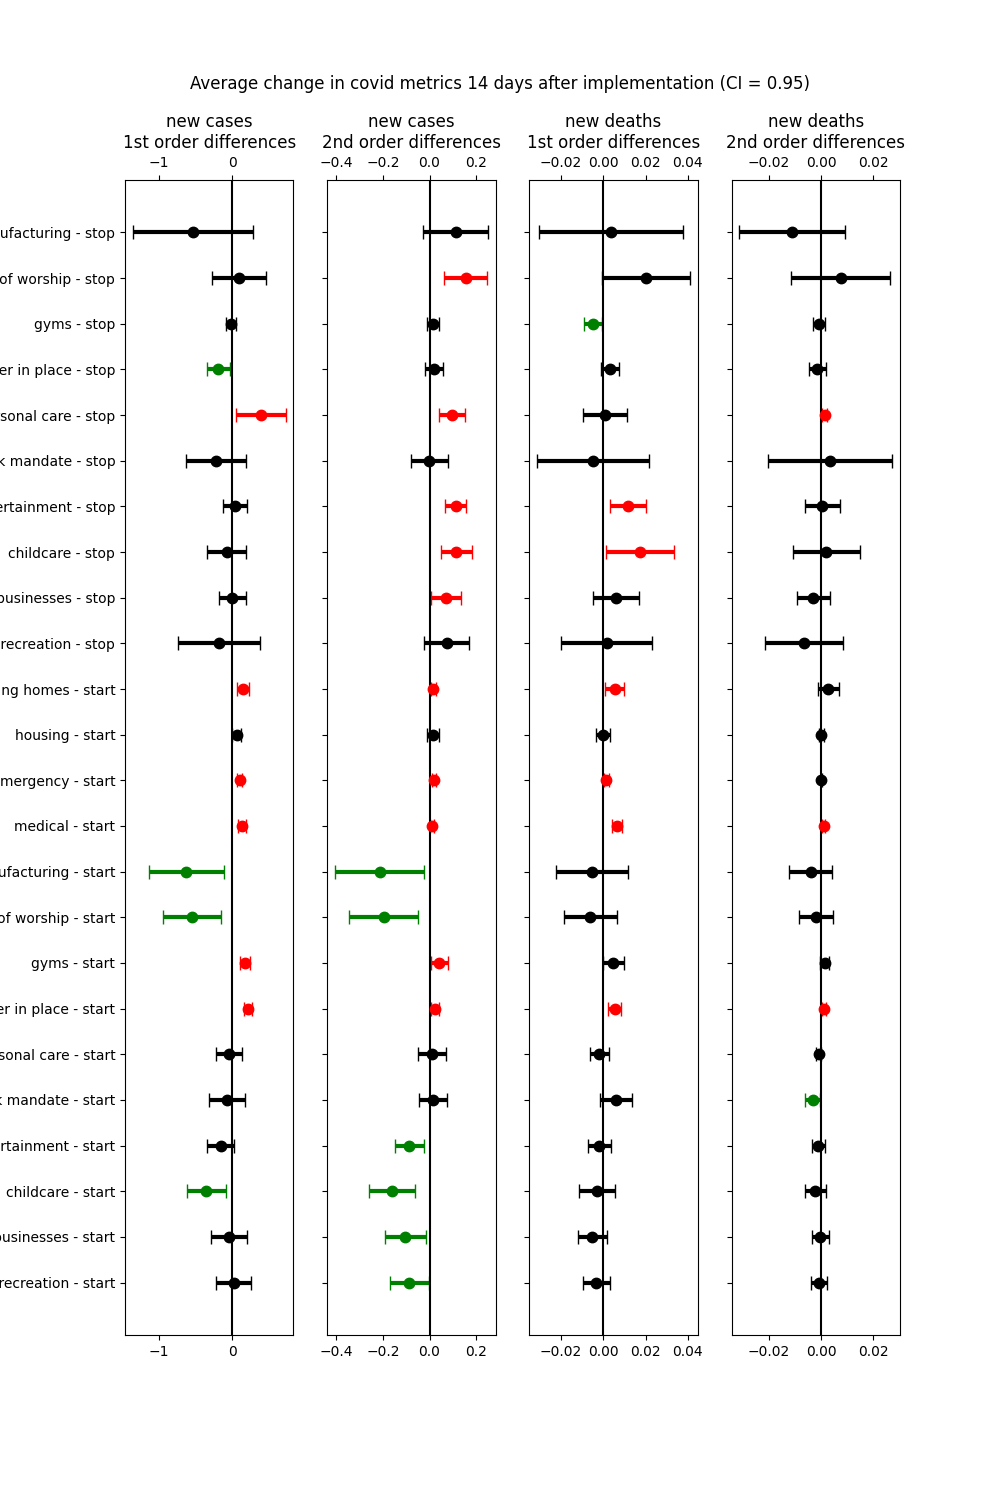 Average change in covid metrics 14 days after implementation (CI = 0.95)
new cases
1st order differences
new cases
2nd order differences
new deaths
1st order differences
new deaths
2nd order differences
−1 0
−0.4 −0.2 0.0 0.2
−0.02 0.00 0.02 0.04
−0.02 0.00 0.02
ufacturing - stop
of worship - stop
gyms - stop
er in place - stop
sonal care - stop
k mandate - stop
ertainment - stop
childcare - stop
businesses - stop
recreation - stop
ng homes - start
housing - start
mergency - start
medical - start
ufacturing - start
of worship - start
gyms - start
er in place - start
sonal care - start
k mandate - start
rtainment - start
childcare - start
businesses - start
recreation - start
−1 0
−0.4 −0.2 0.0 0.2
−0.02 0.00 0.02 0.04
−0.02 0.00 0.02